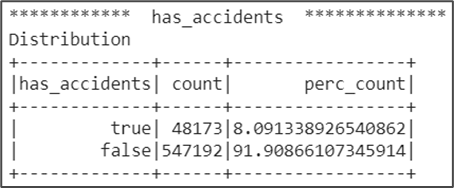 ************  has_accidents  **************
Distribution
+-------------+------+-----------------+
|has_accidents| count|       perc_count|
+-------------+------+-----------------+
|         true| 48173|8.091338926540862|
|        false|547192|91.90866107345914|
+-------------+------+-----------------+